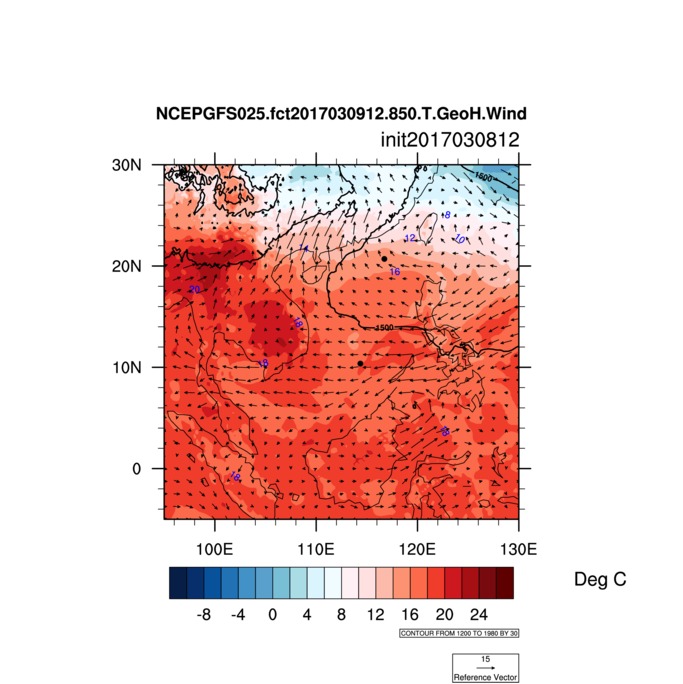 NCEPGFS025.fct2017030912.850.T.GeoH.Wind
init2017030812
30N
20N
10N
0
1500
8
12
10
14
16
20
18
1500
18
18
18
100E
110E
120E
130E
-8
-4
0
4
8
12
16
20
24
Deg C
CONTOUR FROM 1200 TO 1980 BY 30
15
Reference Vector